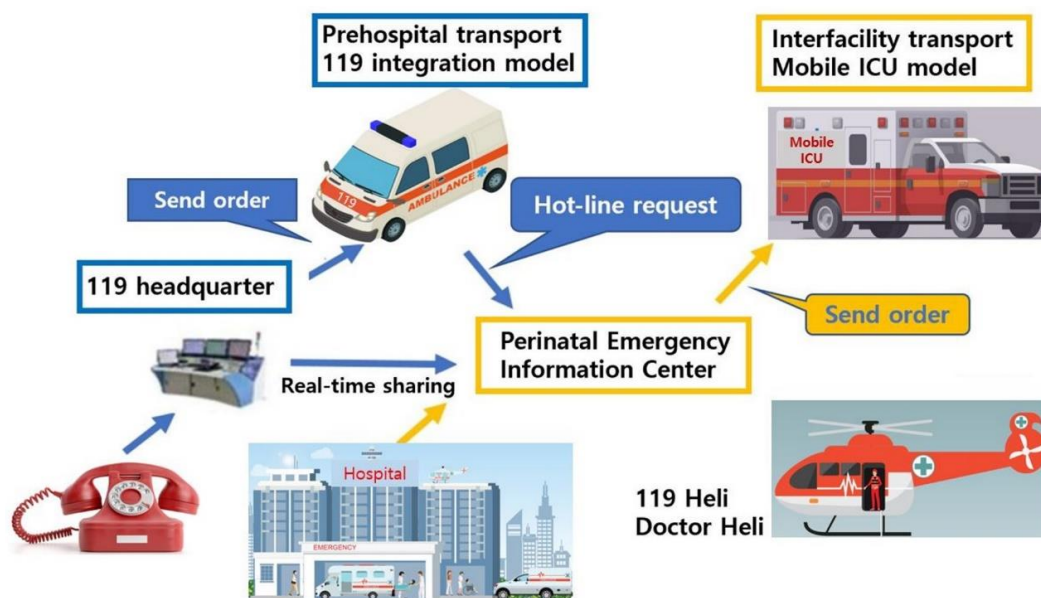 Prehospital transport
119 integration model
Interfacility transport
Mobile ICU model
Mobile
ICU
119
AMBULANCE
Send order
Hot-line request
119 headquarter
Send order
Perinatal Emergency
Information Center
Real-time sharing
Hospital
EMERGENCY
119 Heli
Doctor Heli